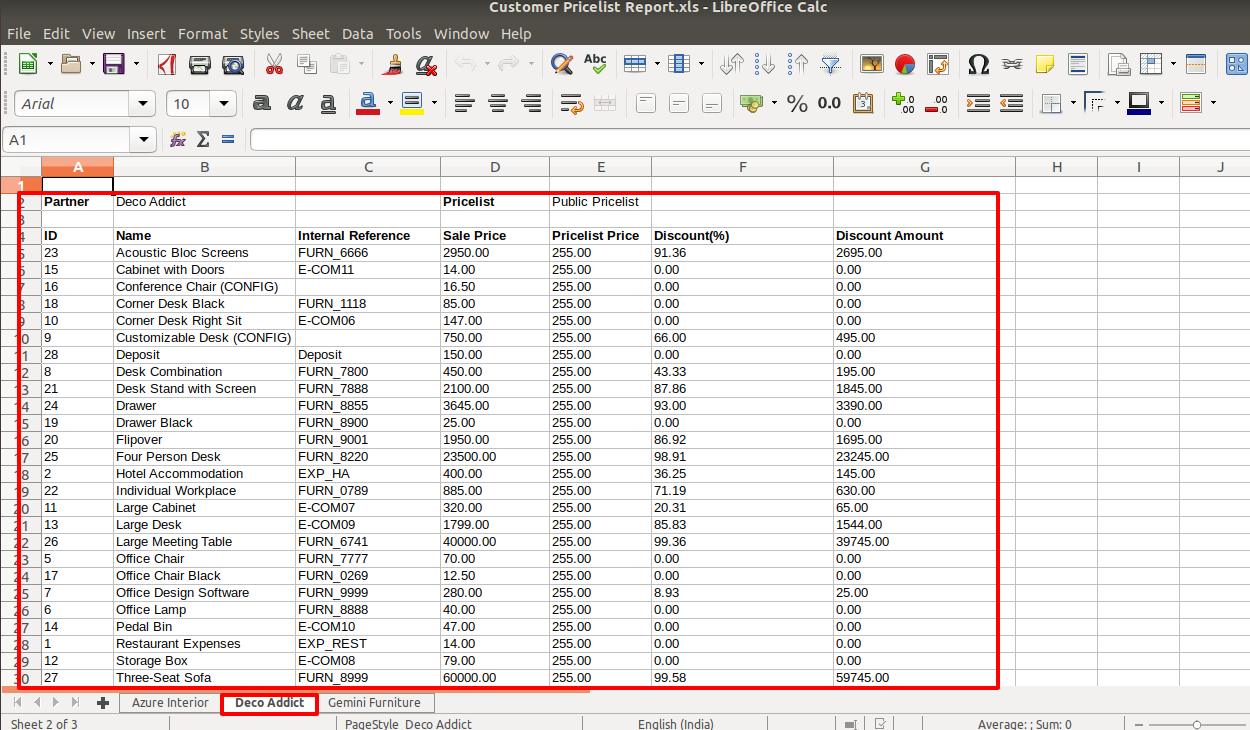 Customer Pricelist Report.xls - LibreOffice Calc
File Edit View Insert Format Styles Sheet Data Tools Window Help
Abc
Arial 10 a a a a % 0.0 .00 .00
A1 Σ =
A B C D E F G H I J
1
2 Partner Deco Addict Pricelist Public Pricelist
3
4 ID Name Internal Reference Sale Price Pricelist Price Discount(%) Discount Amount
5 23 Acoustic Bloc Screens FURN_6666 2950.00 255.00 91.36 2695.00
6 15 Cabinet with Doors E-COM11 14.00 255.00 0.00 0.00
7 16 Conference Chair (CONFIG) 16.50 255.00 0.00 0.00
8 18 Corner Desk Black FURN_1118 85.00 255.00 0.00 0.00
9 10 Corner Desk Right Sit E-COM06 147.00 255.00 0.00 0.00
10 9 Customizable Desk (CONFIG) 750.00 255.00 66.00 495.00
11 28 Deposit Deposit 150.00 255.00 0.00 0.00
12 8 Desk Combination FURN_7800 450.00 255.00 43.33 195.00
13 21 Desk Stand with Screen FURN_7888 2100.00 255.00 87.86 1845.00
14 24 Drawer FURN_8855 3645.00 255.00 93.00 3390.00
15 19 Drawer Black FURN_8900 25.00 255.00 0.00 0.00
16 20 Flipover FURN_9001 1950.00 255.00 86.92 1695.00
17 25 Four Person Desk FURN_8220 23500.00 255.00 98.91 23245.00
18 2 Hotel Accommodation EXP_HA 400.00 255.00 36.25 145.00
19 22 Individual Workplace FURN_0789 885.00 255.00 71.19 630.00
20 11 Large Cabinet E-COM07 320.00 255.00 20.31 65.00
21 13 Large Desk E-COM09 1799.00 255.00 85.83 1544.00
22 26 Large Meeting Table FURN_6741 40000.00 255.00 99.36 39745.00
23 5 Office Chair FURN_7777 70.00 255.00 0.00 0.00
24 17 Office Chair Black FURN_0269 12.50 255.00 0.00 0.00
25 7 Office Design Software FURN_9999 280.00 255.00 8.93 25.00
26 6 Office Lamp FURN_8888 40.00 255.00 0.00 0.00
27 14 Pedal Bin E-COM10 47.00 255.00 0.00 0.00
28 1 Restaurant Expenses EXP_REST 14.00 255.00 0.00 0.00
29 12 Storage Box E-COM08 79.00 255.00 0.00 0.00
30 27 Three-Seat Sofa FURN_8999 60000.00 255.00 99.58 59745.00
Azure Interior Deco Addict Gemini Furniture
Sheet 2 of 3 PageStyle_Deco Addict English (India) Average: ; Sum: 0